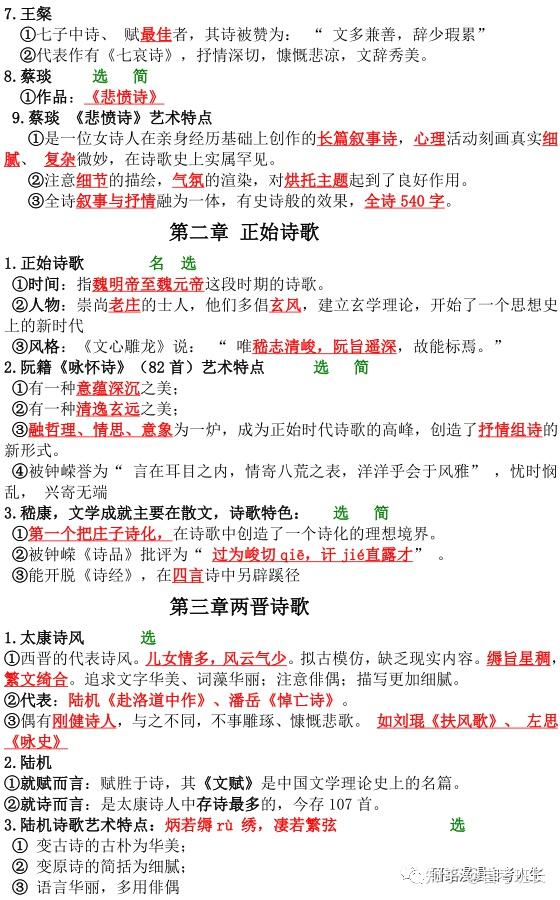 7.王粲
①七子中诗、 赋最佳者，其诗被赞为：“ 文多兼善，辞少瑕累”
②代表作有《七哀诗》，抒情深切，慷慨悲凉，文辞秀美。
8.蔡琰 选 简
①作品：《悲愤诗》
9.蔡琰 《悲愤诗》艺术特点
①是一位女诗人在亲身经历基础上创作的长篇叙事诗，心理活动刻画真实细
腻、 复杂微妙，在诗歌史上实属罕见。
②注意细节的描绘，气氛的渲染，对烘托主题起到了良好作用。
③全诗叙事与抒情融为一体，有史诗般的效果，全诗 540 字。
第二章 正始诗歌
1.正始诗歌 名 选
①时间：指魏明帝至魏元帝这段时期的诗歌。
②人物：崇尚老庄的士人，他们多倡玄风，建立玄学理论，开始了一个思想史
上的新时代
③风格：《文心雕龙》说：“ 唯嵇志清峻，阮旨遥深，故能标焉。”
2.阮籍《咏怀诗》（82 首）艺术特点 选 简
①有一种意蕴深沉之美；
②有一种清逸玄远之美；
③融哲理、情思、意象为一炉，成为正始时代诗歌的高峰，创造了抒情组诗的
新形式。
④被钟嵘誉为“ 言在耳目之内，情寄八荒之表，洋洋乎会于风雅” ，忧时悯
乱， 兴寄无端
3.嵇康，文学成就主要在散文，诗歌特色： 选 简
①第一个把庄子诗化，在诗歌中创造了一个诗化的理想境界。
②被钟嵘《诗品》批评为“ 过为峻切 qiē，讦 jié直露才” 。
③能开脱《诗经》，在四言诗中另辟蹊径
第三章两晋诗歌
1.太康诗风 选
①西晋的代表诗风。儿女情多，风云气少。拟古模仿，缺乏现实内容。缛旨星稠，
繁文绮合。追求文字华美、词藻华丽；注意俳偶；描写更加细腻。
②代表：陆机《赴洛道中作》、潘岳《悼亡诗》。
③偶有刚健诗人，与之不同，不事雕琢、慷慨悲歌。 如刘琨《扶风歌》、 左思
《咏史》
2.陆机
①就赋而言：赋胜于诗，其《文赋》是中国文学理论史上的名篇。
②就诗而言：是太康诗人中存诗最多的，今存 107 首。
3.陆机诗歌艺术特点：炳若缛 rù 绣，凄若繁弦 选
① 变古诗的古朴为华美；
② 变原诗的简括为细腻；
③ 语言华丽，多用俳偶